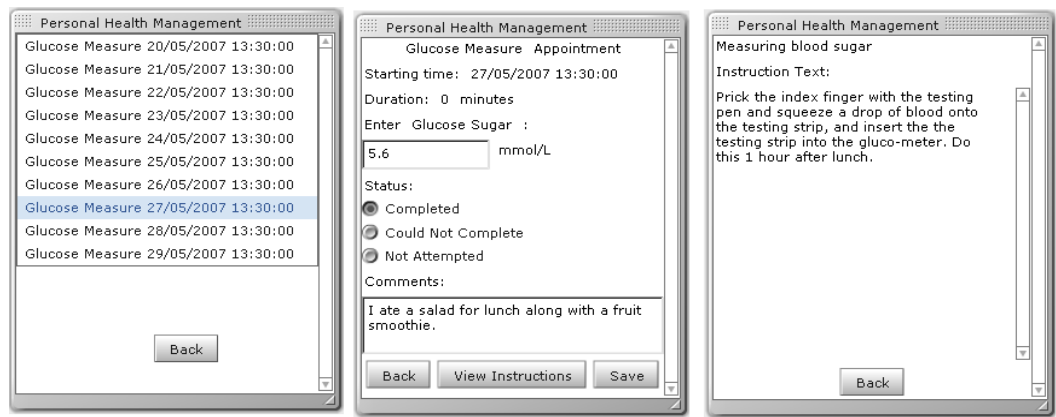 Personal Health Management
Glucose Measure 20/05/2007 13:30:00
Glucose Measure 21/05/2007 13:30:00
Glucose Measure 22/05/2007 13:30:00
Glucose Measure 23/05/2007 13:30:00
Glucose Measure 24/05/2007 13:30:00
Glucose Measure 25/05/2007 13:30:00
Glucose Measure 26/05/2007 13:30:00
Glucose Measure 27/05/2007 13:30:00
Glucose Measure 28/05/2007 13:30:00
Glucose Measure 29/05/2007 13:30:00
Back
Personal Health Management
Glucose Measure Appointment
Starting time: 27/05/2007 13:30:00
Duration: 0 minutes
Enter Glucose Sugar :
5.6 mmol/L
Status:
Completed
Could Not Complete
Not Attempted
Comments:
I ate a salad for lunch along with a fruit
smoothie.
Back View Instructions Save
Personal Health Management
Measuring blood sugar
Instruction Text:
Prick the index finger with the testing
pen and squeeze a drop of blood onto
the testing strip, and insert the the
testing strip into the gluco-meter. Do
this 1 hour after lunch.
Back